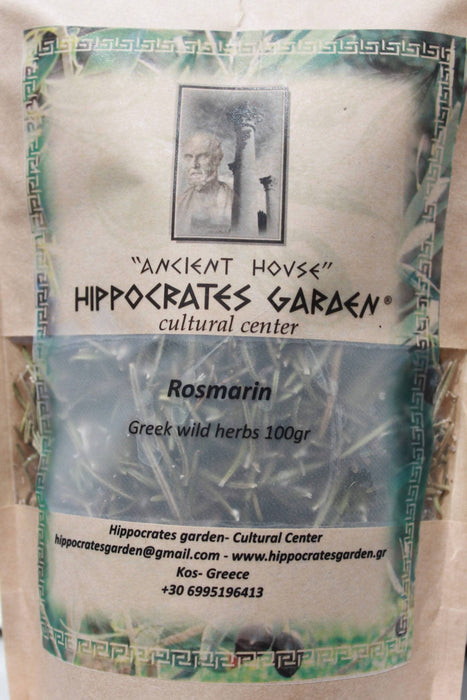 "ANCIENT HOVSE"
HIPPOCRATES GARDEN®
cultural center
Rosmarin
Greek wild herbs 100gr
Hippocrates garden- Cultural Center
hippocratesgarden@gmail.com - www.hippocratesgarden.gr
Kos- Greece
+30 6995196413